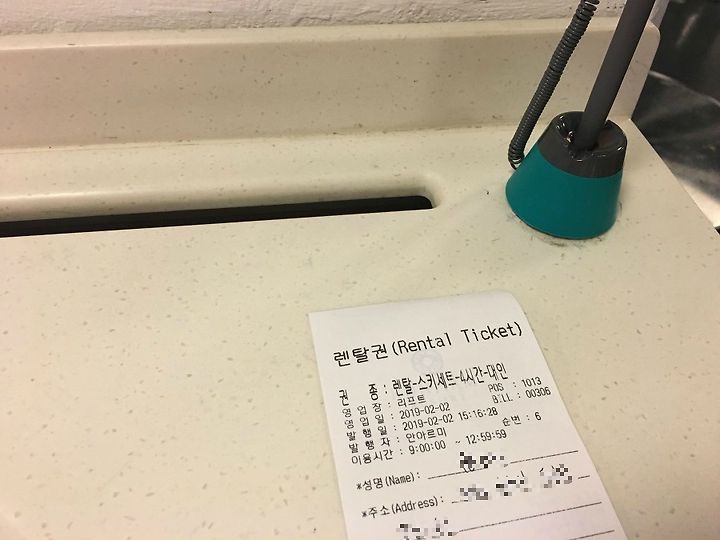 렌탈권(Rental Ticket)
권 종 : 렌탈-스키세트-4시간-대인
영 업 장 : 리프트 POS : 1013
영 업 일 : 2019-02-02 BILL : 00306
발 행 일 : 2019-02-02 15:16:28
발 행 자 : 안아르미 순번 : 6
이용시간 : 9:00:00 ~ 12:59:59
*성명(Name):
*주소(Address):